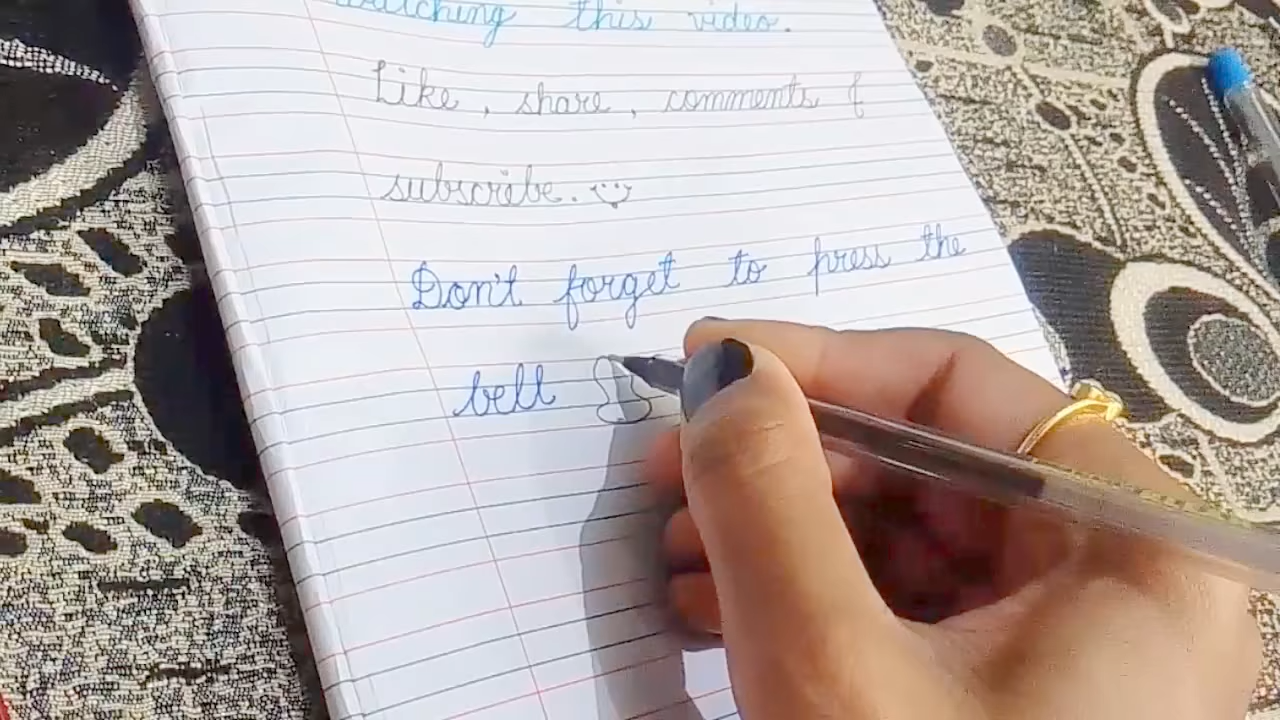 watching this video.
Like, share, comments &
subscribe.
Don't forget to press the
bell